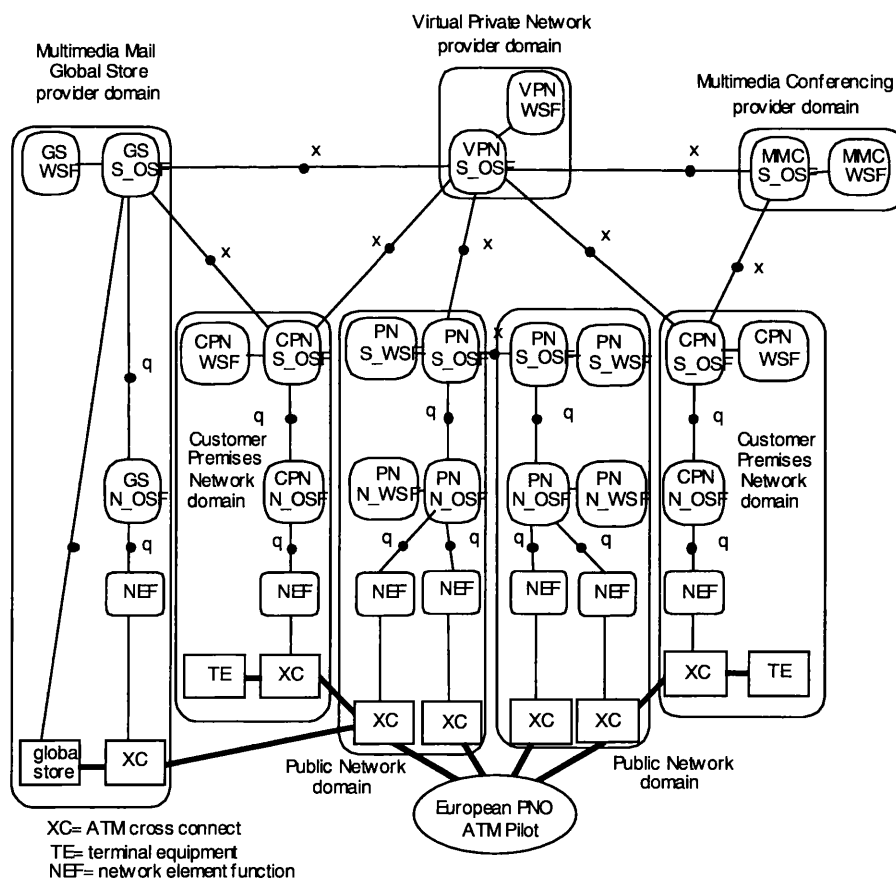 Virtual Private Network
provider domain
Multimedia Mail
Global Store
provider domain
Multimedia Conferencing
provider domain
VPN
WSF
GS
WSF
GS
S_OSF
x
VPN
S_OSF
x
MMC
S_OSF
MMC
WSF
x
x
x
x
x
CPN
WSF
CPN
S_OSF
PN
S_WSF
PN
S_OSF
x
PN
S_OSF
PN
S_WSF
CPN
S_OSF
CPN
WSF
q
q
q
q
q
Customer
Premises
Network
domain
Customer
Premises
Network
domain
GS
N_OSF
CPN
N_OSF
PN
N_WSF
PN
N_OSF
PN
N_OSF
PN
N_WSF
CPN
N_OSF
q
q
q
q
q
q
q
NEF
NEF
NEF
NEF
NEF
NEF
NEF
TE
XC
XC
TE
XC
XC
XC
XC
global
store
XC
Public Network
domain
Public Network
domain
European PNO
ATM Pilot
XC= ATM cross connect
TE= terminal equipment
NEF= network element function